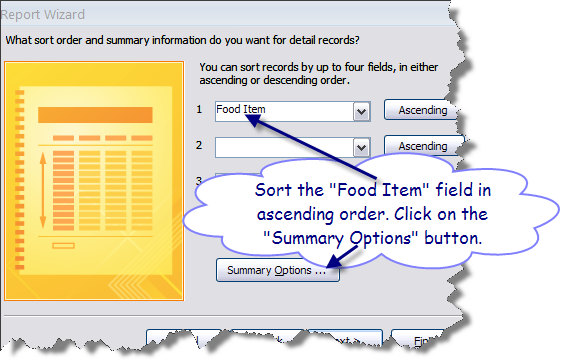 Report Wizard
What sort order and summary information do you want for detail records?
You can sort records by up to four fields, in either
ascending or descending order.
1 Food Item Ascending
2 Ascending
3
Sort the "Food Item" field in
ascending order. Click on the
"Summary Options" button.
Summary Options ...